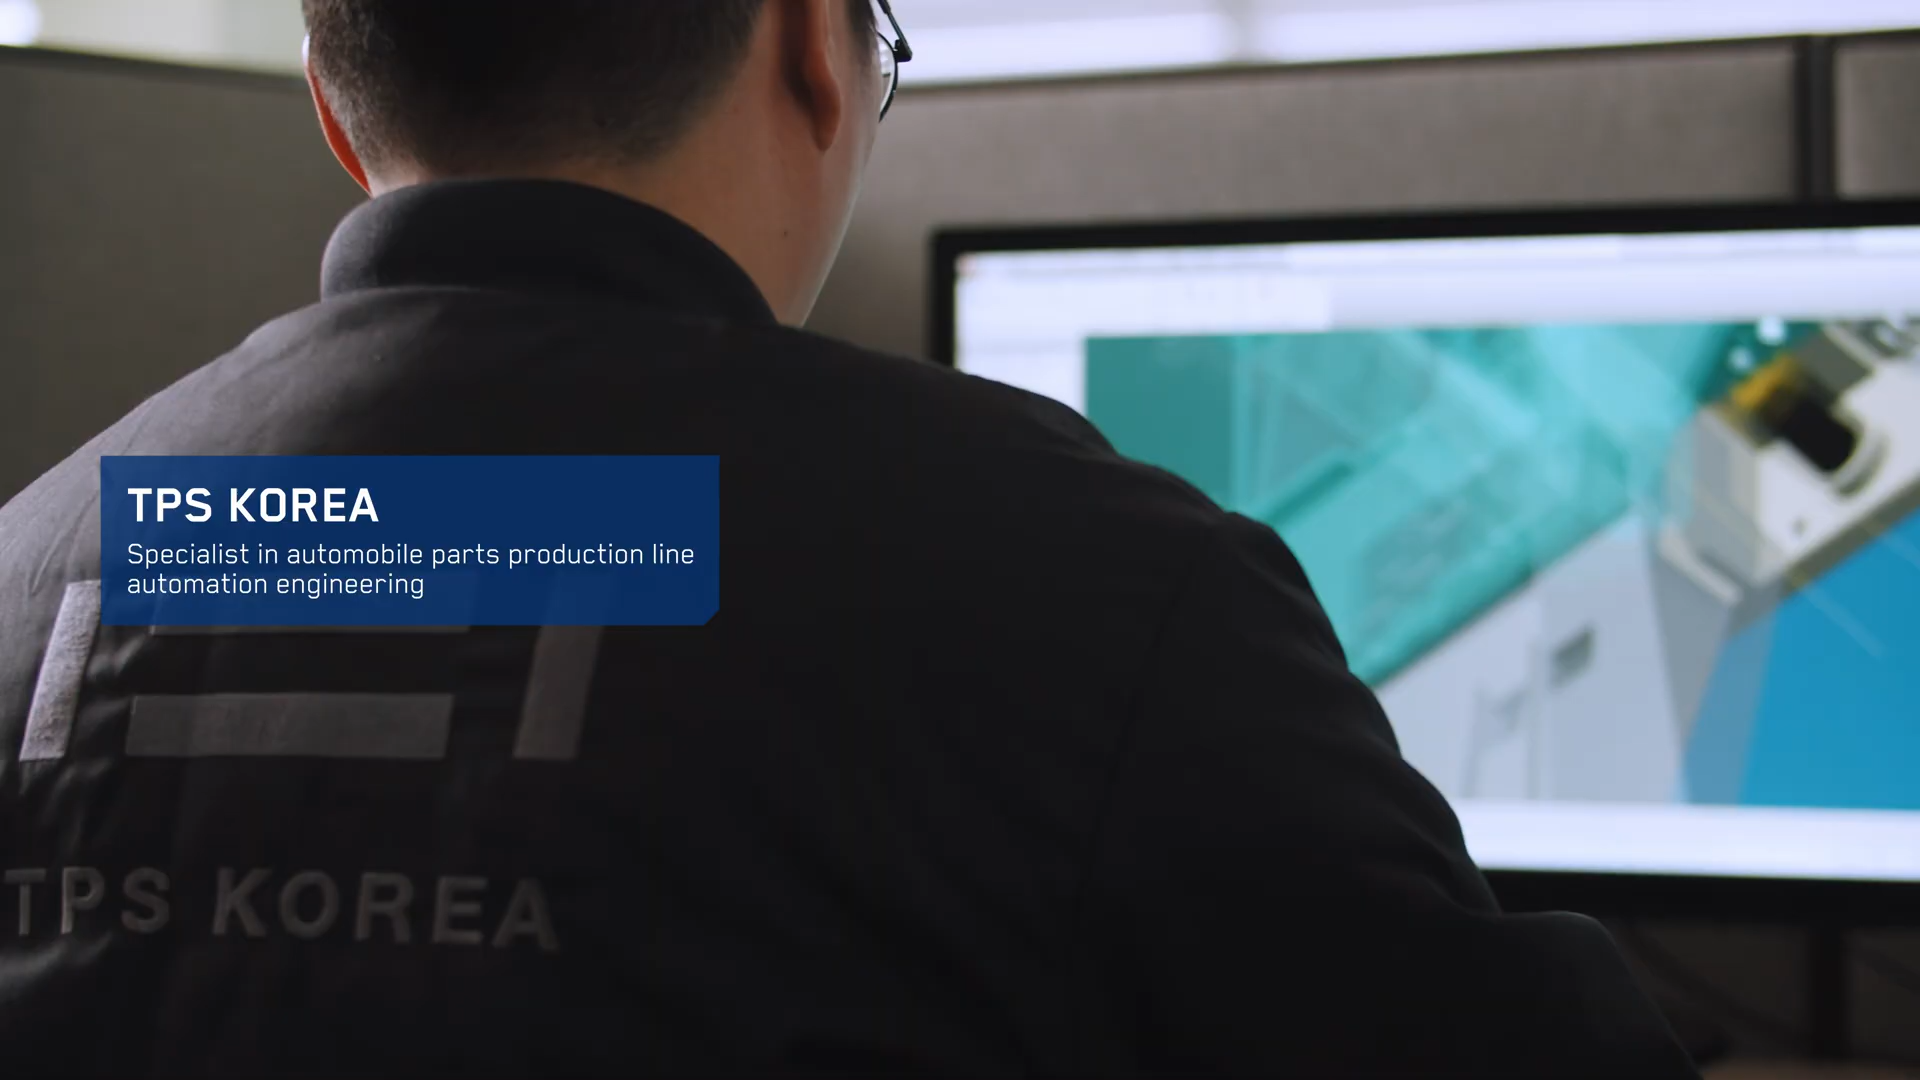 TPS KOREA
Specialist in automobile parts production line
automation engineering
TPS KOREA